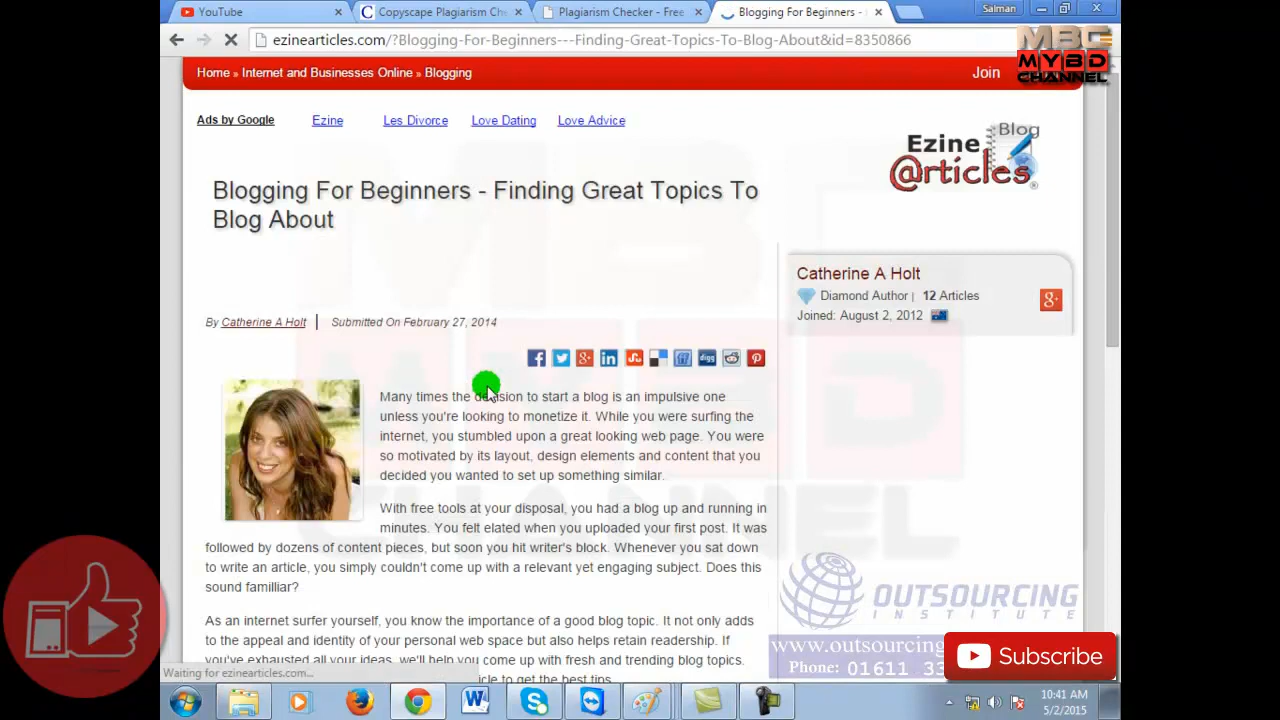 YouTube
Copyscape Plagiarism Che
Plagiarism Checker - Free
Blogging For Beginners -
Salman
ezinearticles.com/?Blogging-For-Beginners---Finding-Great-Topics-To-Blog-About&id=8350866
MBC
MYBD
CHANNEL
Home » Internet and Businesses Online » Blogging
Join
Ads by Google
Ezine
Les Divorce
Love Dating
Love Advice
Blog
Ezine
@rticles
Blogging For Beginners - Finding Great Topics To
Blog About
Catherine A Holt
Diamond Author | 12 Articles
Joined: August 2, 2012
By Catherine A Holt | Submitted On February 27, 2014
Many times the decision to start a blog is an impulsive one
unless you're looking to monetize it. While you were surfing the
internet, you stumbled upon a great looking web page. You were
so motivated by its layout, design elements and content that you
decided you wanted to set up something similar.
With free tools at your disposal, you had a blog up and running in
minutes. You felt elated when you uploaded your first post. It was
followed by dozens of content pieces, but soon you hit writer's block. Whenever you sat down
to write an article, you simply couldn't come up with a relevant yet engaging subject. Does this
sound familliar?
As an internet surfer yourself, you know the importance of a good blog topic. It not only adds
to the appeal and identity of your personal web space but also helps retain readership. If
you've exhausted all your ideas, we'll help you come up with fresh and trending blog topics.
icle to get the best tips.
MBC
MYBD
CHANNEL
OUTSOURCING
INSTITUTE
www.outsourcing
Phone: 01611 33
Subscribe
Waiting for ezinearticles.com...
10:41 AM
5/2/2015